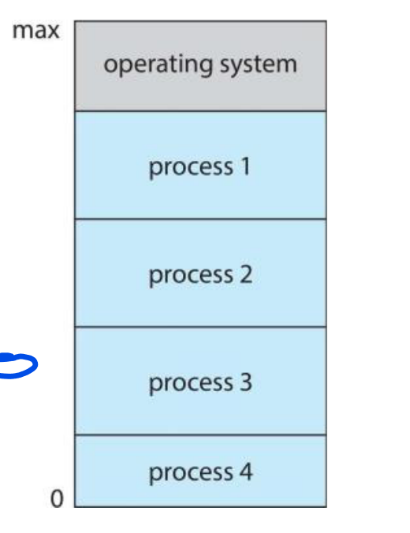 max
operating system
process 1
process 2
process 3
process 4
0